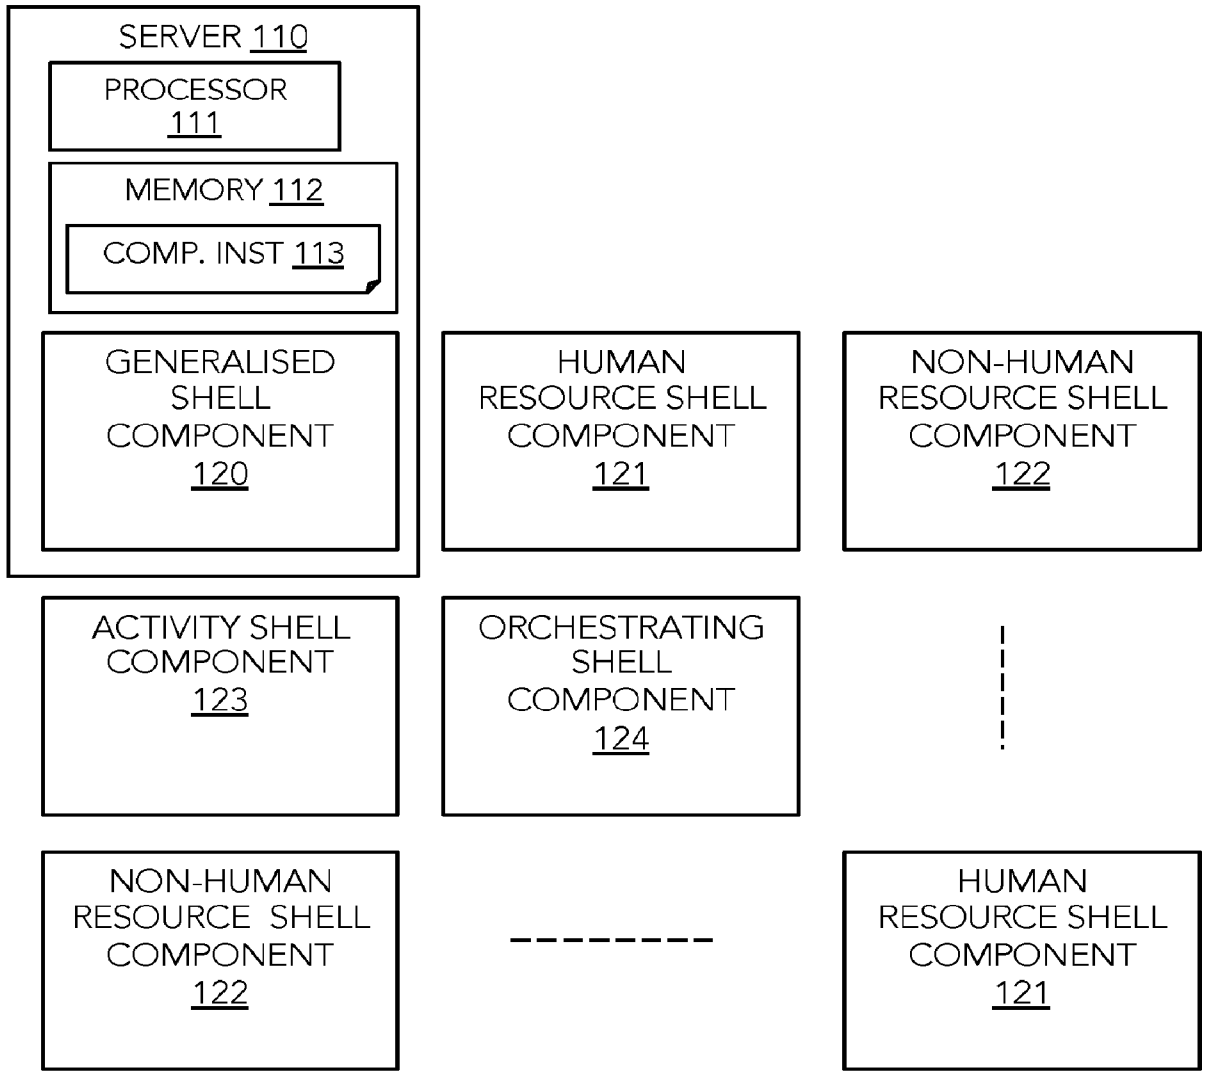 SERVER 110
PROCESSOR
111
MEMORY 112
COMP. INST 113
GENERALISED
SHELL
COMPONENT
120
HUMAN
RESOURCE SHELL
COMPONENT
121
NON-HUMAN
RESOURCE SHELL
COMPONENT
122
ACTIVITY SHELL
COMPONENT
123
ORCHESTRATING
SHELL
COMPONENT
124
NON-HUMAN
RESOURCE SHELL
COMPONENT
122
HUMAN
RESOURCE SHELL
COMPONENT
121